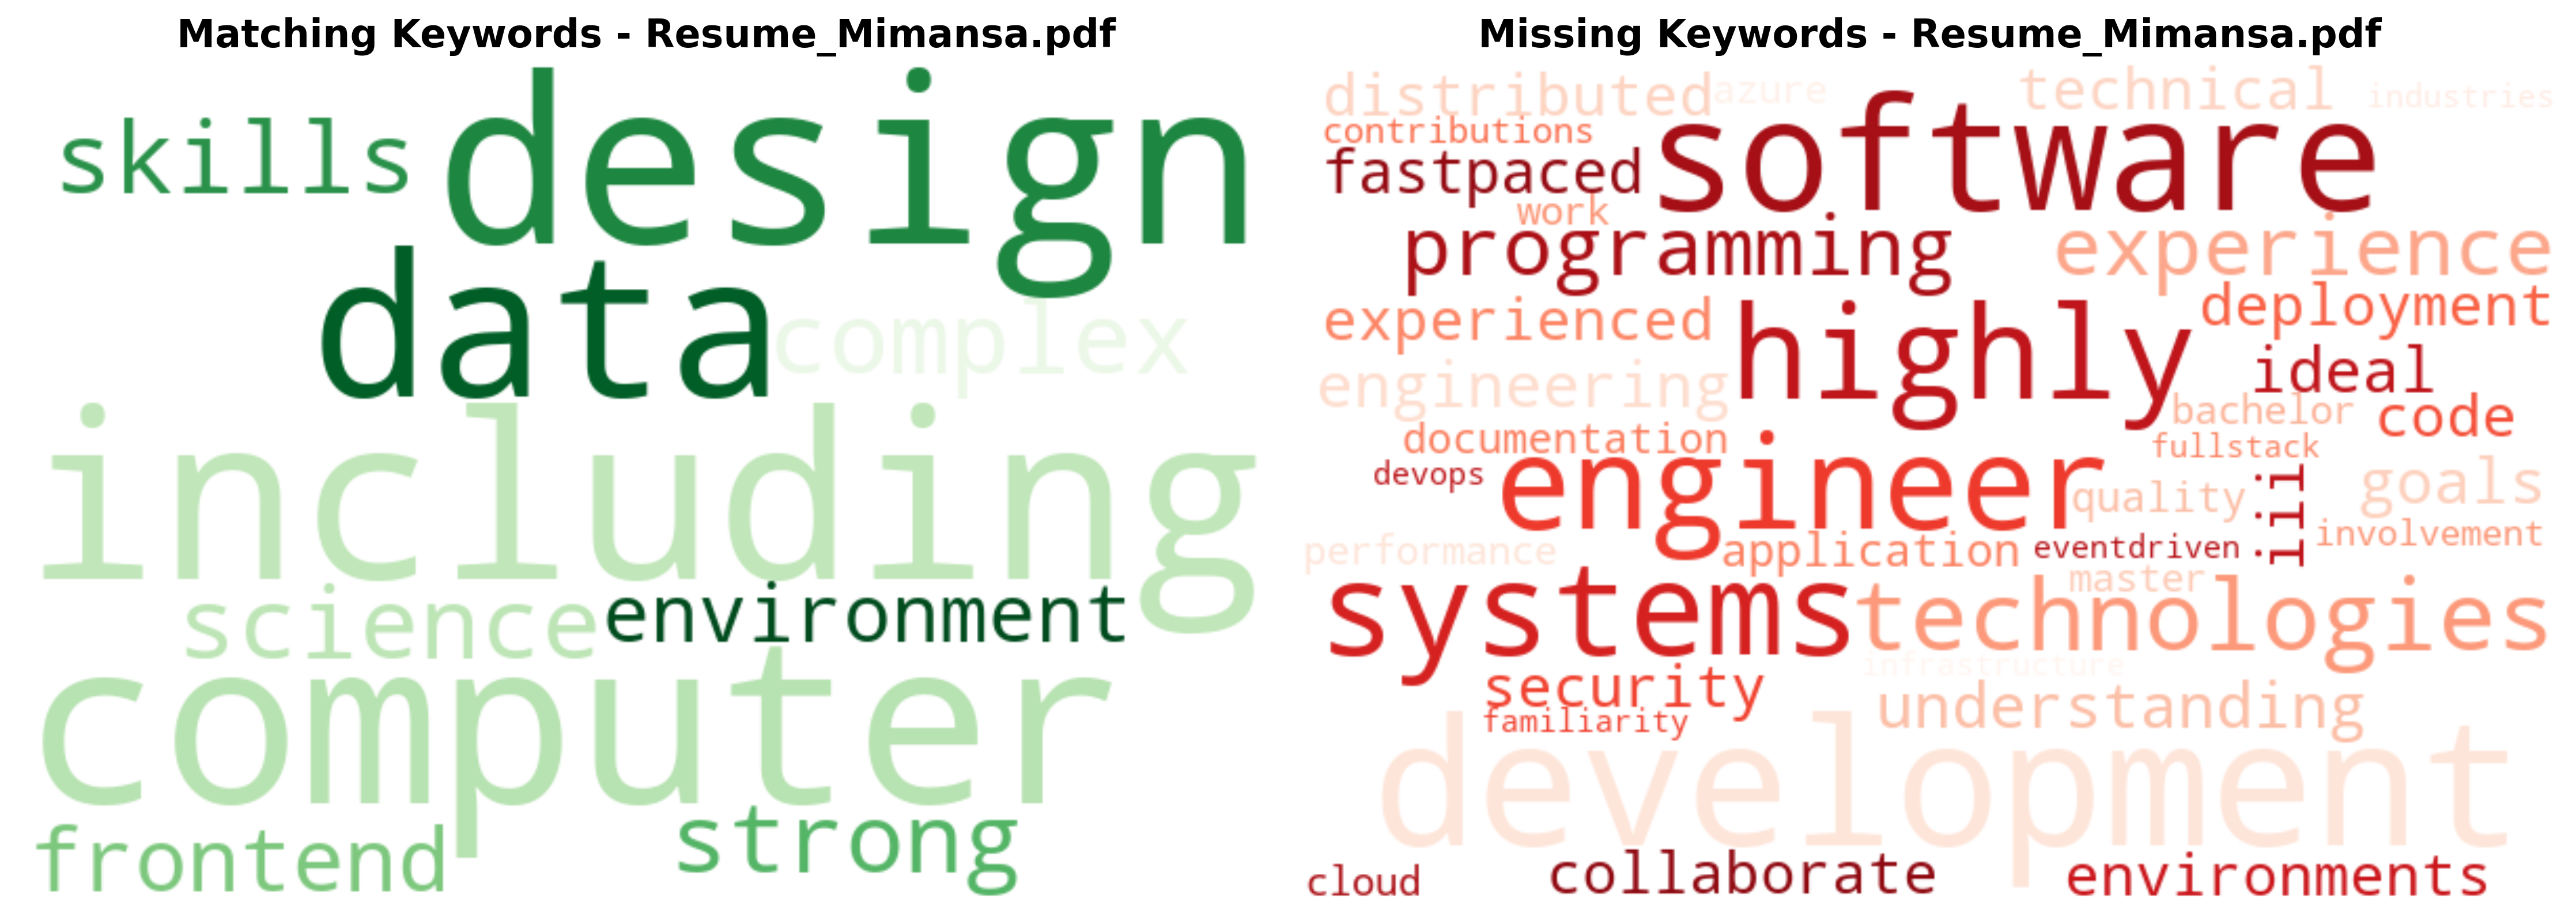 Matching Keywords - Resume_Mimansa.pdf
skills design
data complex
including
science environment
computer
frontend strong
Missing Keywords - Resume_Mimansa.pdf
distributed azure technical industries
contributions
fastpaced software
work
programming experience
experienced highly deployment
engineering ideal
bachelor code
documentation fullstack
devops engineer quality iii goals
performance application eventdriven involvement
master
systems technologies
infrastructure
security understanding
familiarity
development
cloud collaborate environments